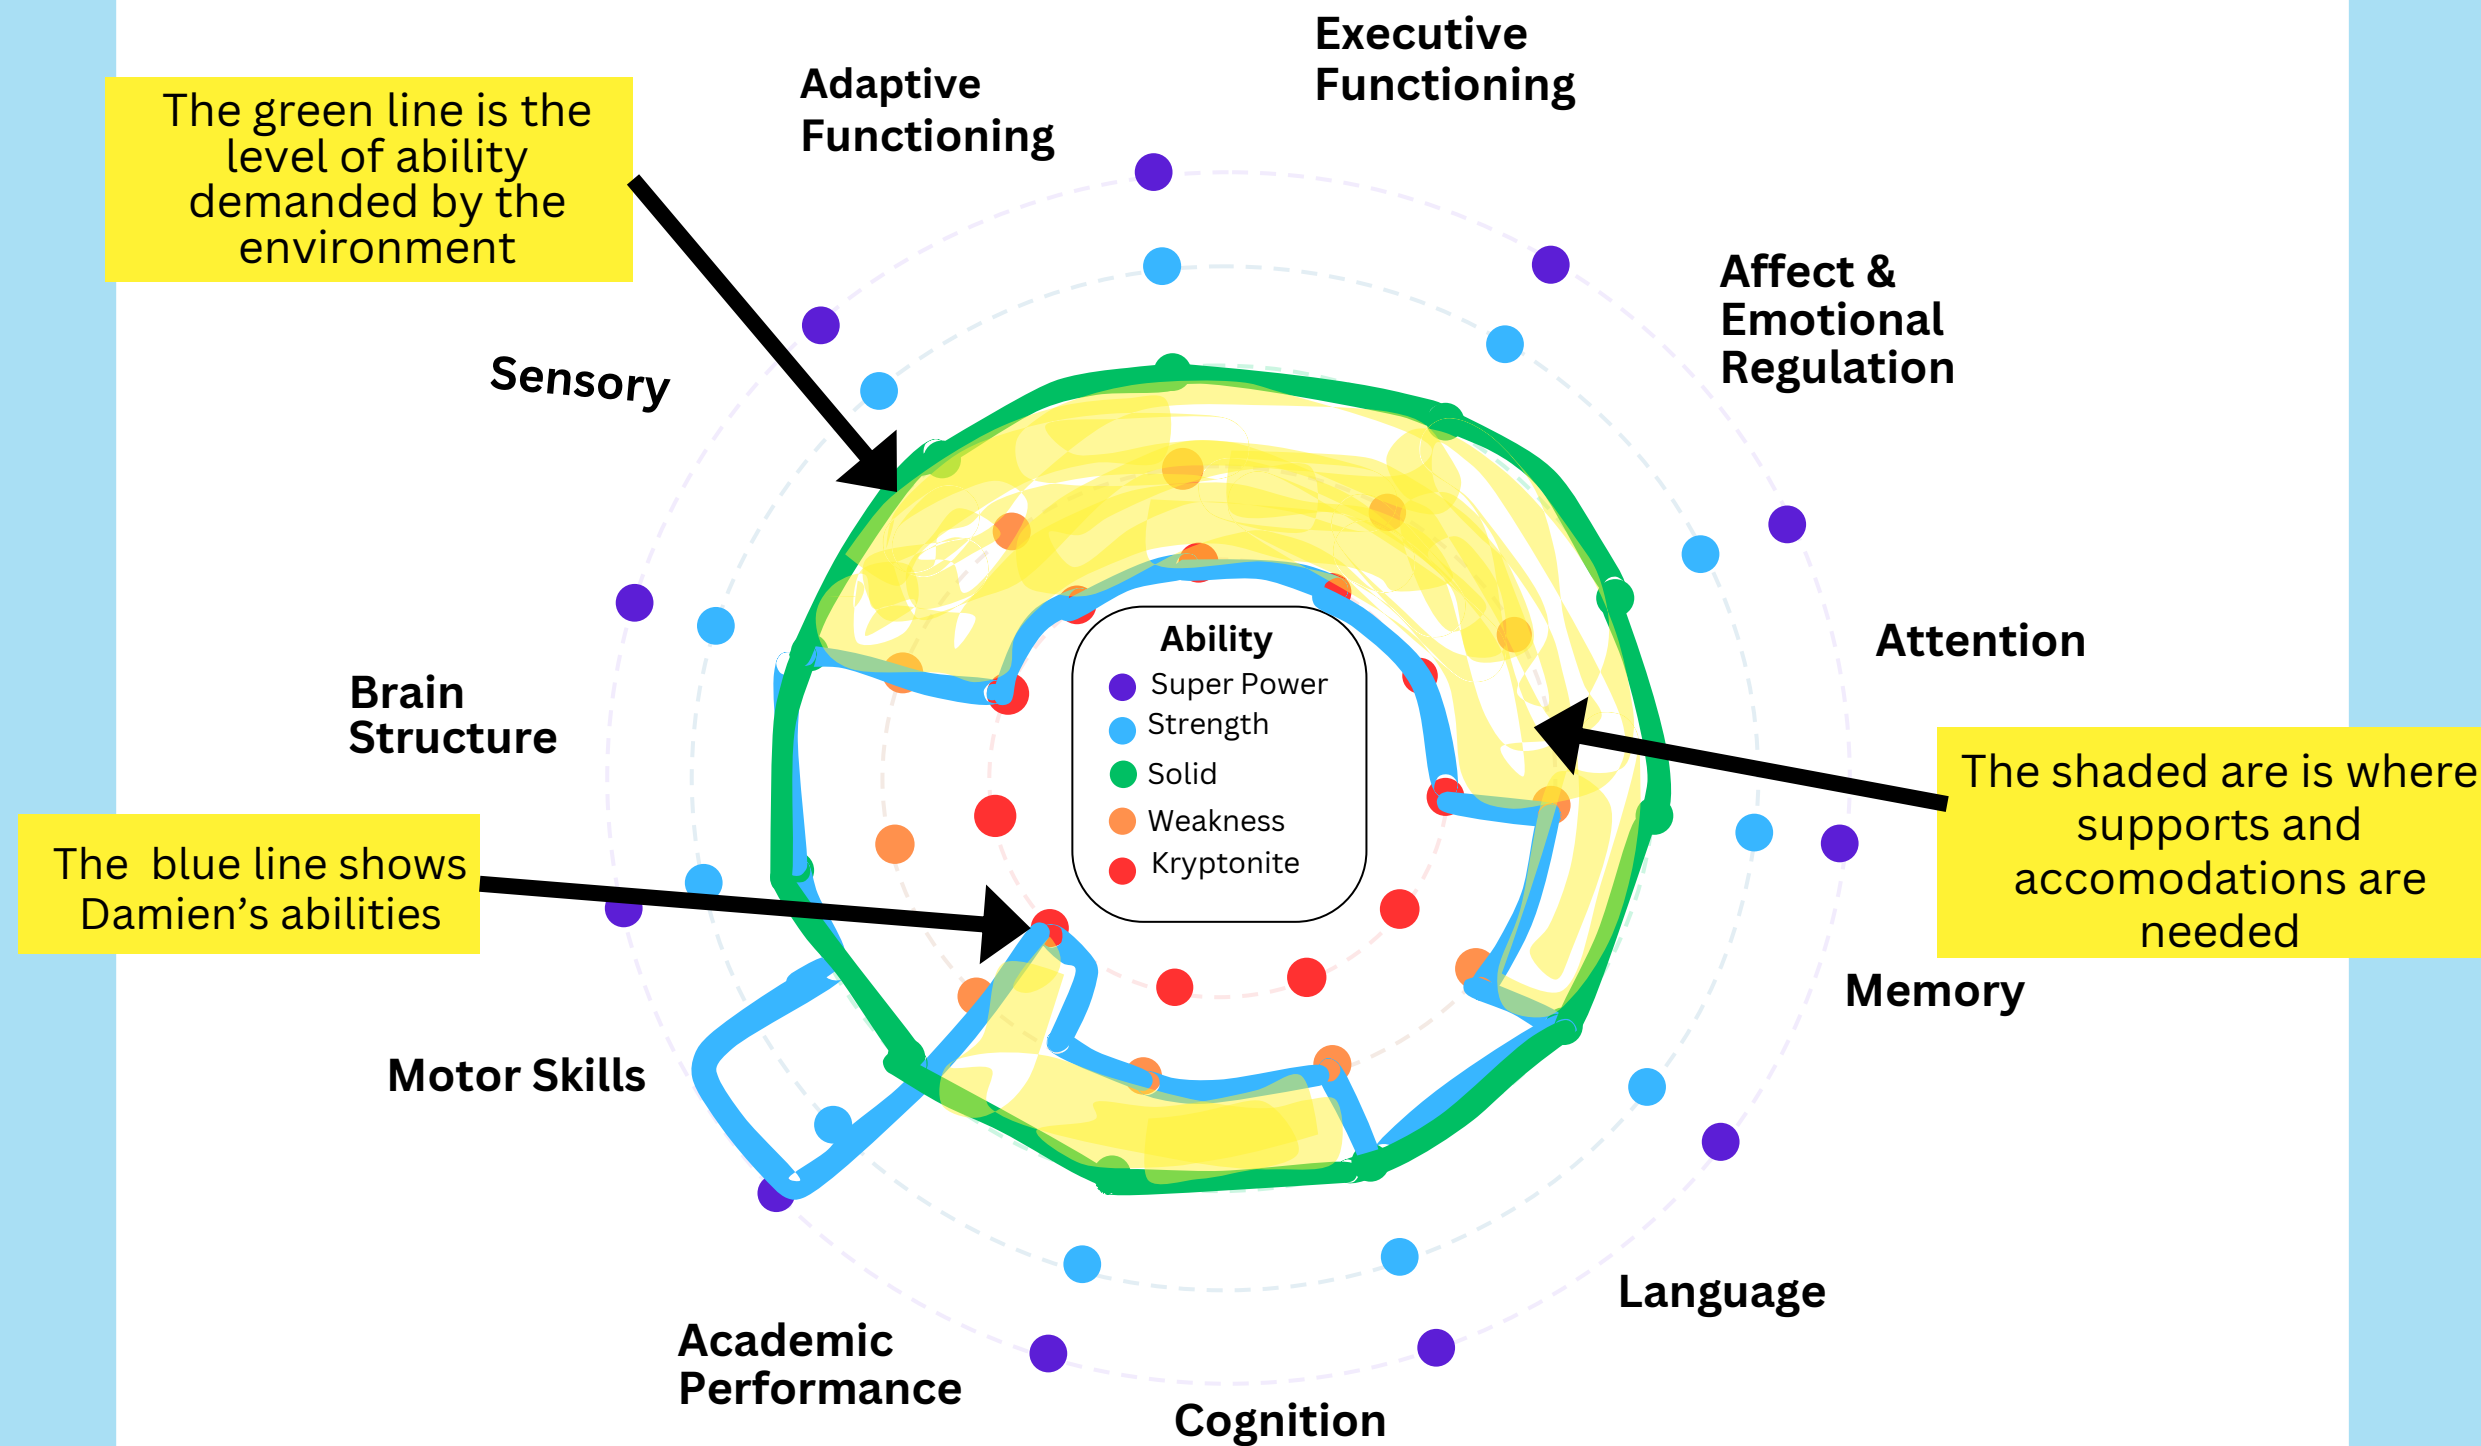 Executive
Functioning
Adaptive
Functioning
The green line is the
level of ability
demanded by the
environment
Affect &
Emotional
Regulation
Sensory
Attention
Ability
Super Power
Strength
Solid
Weakness
Kryptonite
Brain
Structure
The shaded are is where
supports and
accomodations are
needed
The  blue line shows
Damien’s abilities
Memory
Motor Skills
Language
Academic
Performance
Cognition